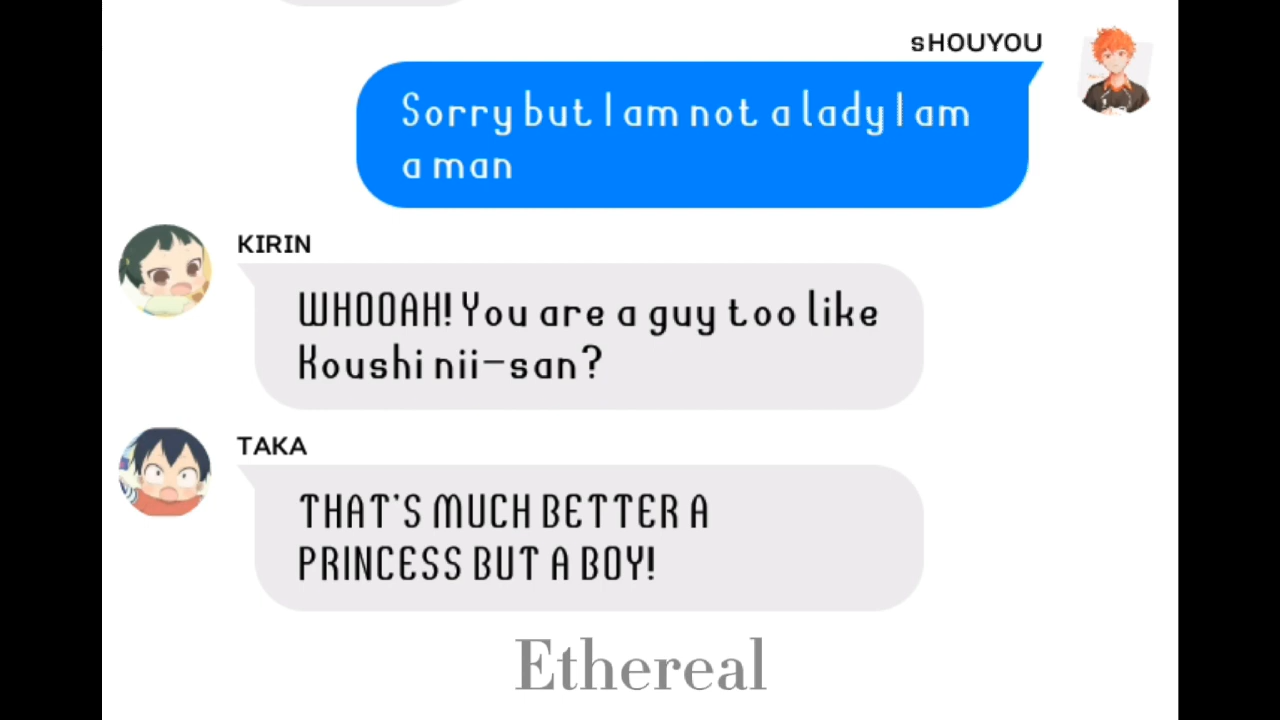 sHOUYOU
Sorry but I am not a lady I am
a man
KIRIN
WHOOAH! You are a guy too like
Koushi nii-san?
TAKA
THAT'S MUCH BETTER A
PRINCESS BUT A BOY!
Ethereal